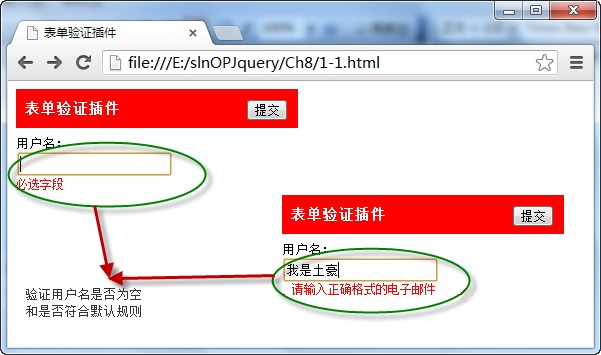 表单验证插件
file:///E:/slnOPJquery/Ch8/1-1.html
表单验证插件
提交
用户名:
必选字段
表单验证插件
提交
用户名:
我是土豪
请输入正确格式的电子邮件
验证用户名是否为空
和是否符合默认规则